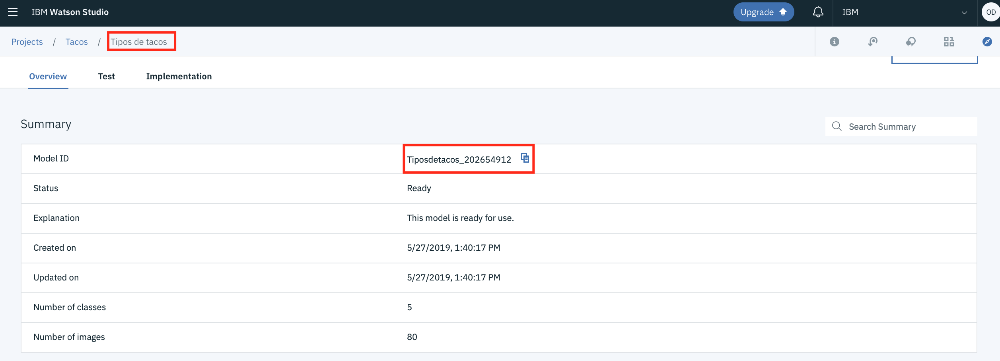 IBM Watson Studio
Upgrade
IBM
OD
Projects / Tacos / Tipos de tacos
Overview Test Implementation
Summary
Search Summary
Model ID Tiposdetacos_202654912
Status Ready
Explanation This model is ready for use.
Created on 5/27/2019, 1:40:17 PM
Updated on 5/27/2019, 1:40:17 PM
Number of classes 5
Number of images 80